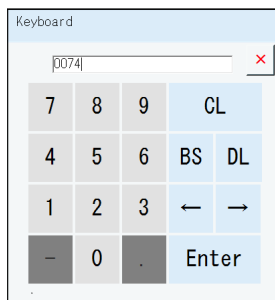 Keyboard
0074
×
7 8 9 CL
4 5 6 BS DL
1 2 3 ← →
- 0 . Enter